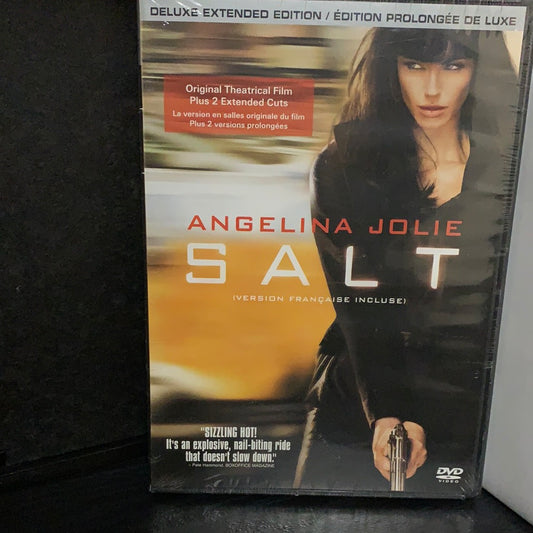 DELUXE EXTENDED EDITION / ÉDITION PROLONGÉE DE LUXE
Original Theatrical Film
Plus 2 Extended Cuts
La version en salles originale du film
Plus 2 versions prolongées
ANGELINA JOLIE
SALT
(VERSION FRANÇAISE INCLUSE)
"SIZZLING HOT!
It's an explosive, nail-biting ride
that doesn't slow down."
– Pete Hammond, BOXOFFICE MAGAZINE
DVD
VIDEO